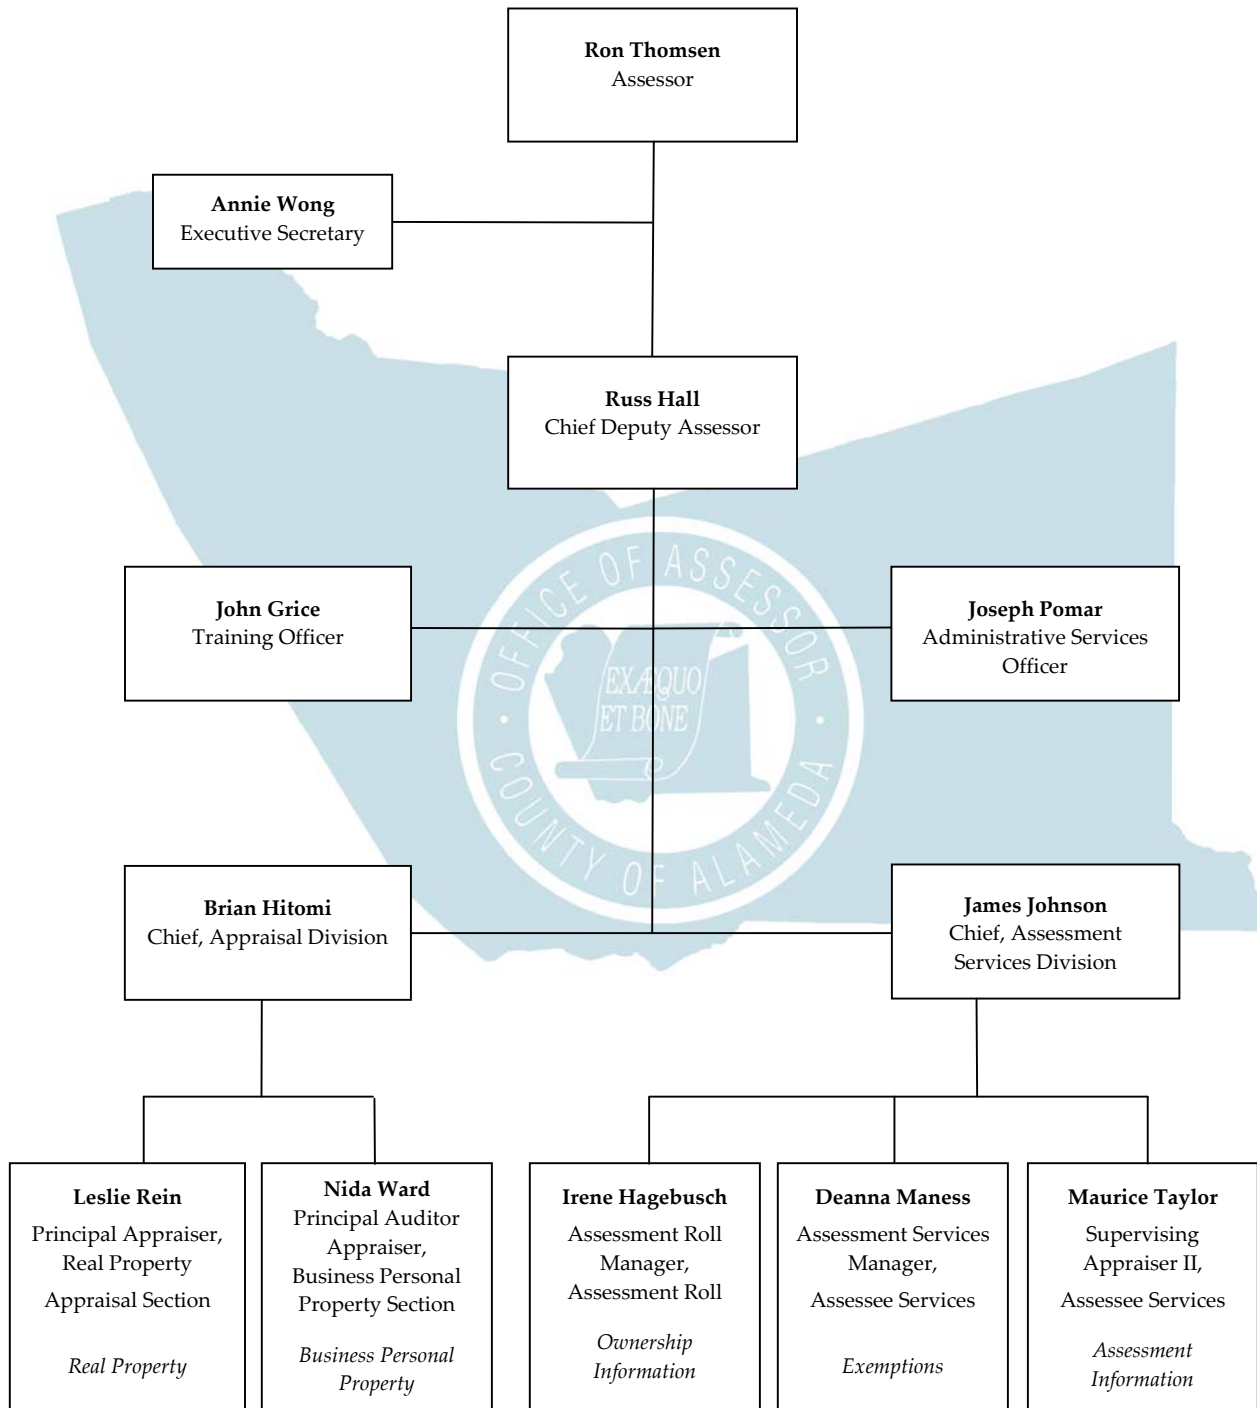 Ron Thomsen
Assessor
Annie Wong
Executive Secretary
Russ Hall
Chief Deputy Assessor
John Grice
Training Officer
Joseph Pomar
Administrative Services
Officer
OFFICE OF ASSESSOR
EX ÆQUO
ET BONE
COUNTY OF ALAMEDA
Brian Hitomi
Chief, Appraisal Division
James Johnson
Chief, Assessment
Services Division
Leslie Rein
Principal Appraiser,
Real Property
Appraisal Section
Real Property
Nida Ward
Principal Auditor
Appraiser,
Business Personal
Property Section
Business Personal
Property
Irene Hagebusch
Assessment Roll
Manager,
Assessment Roll
Ownership
Information
Deanna Maness
Assessment Services
Manager,
Assessee Services
Exemptions
Maurice Taylor
Supervising
Appraiser II,
Assessee Services
Assessment
Information